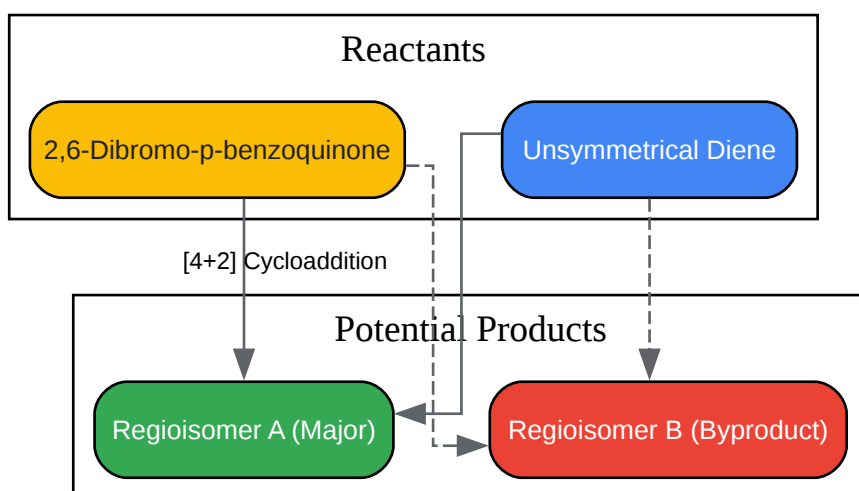 Reactants
2,6-Dibromo-p-benzoquinone
Unsymmetrical Diene
[4+2] Cycloaddition
Potential Products
Regioisomer A (Major)
Regioisomer B (Byproduct)